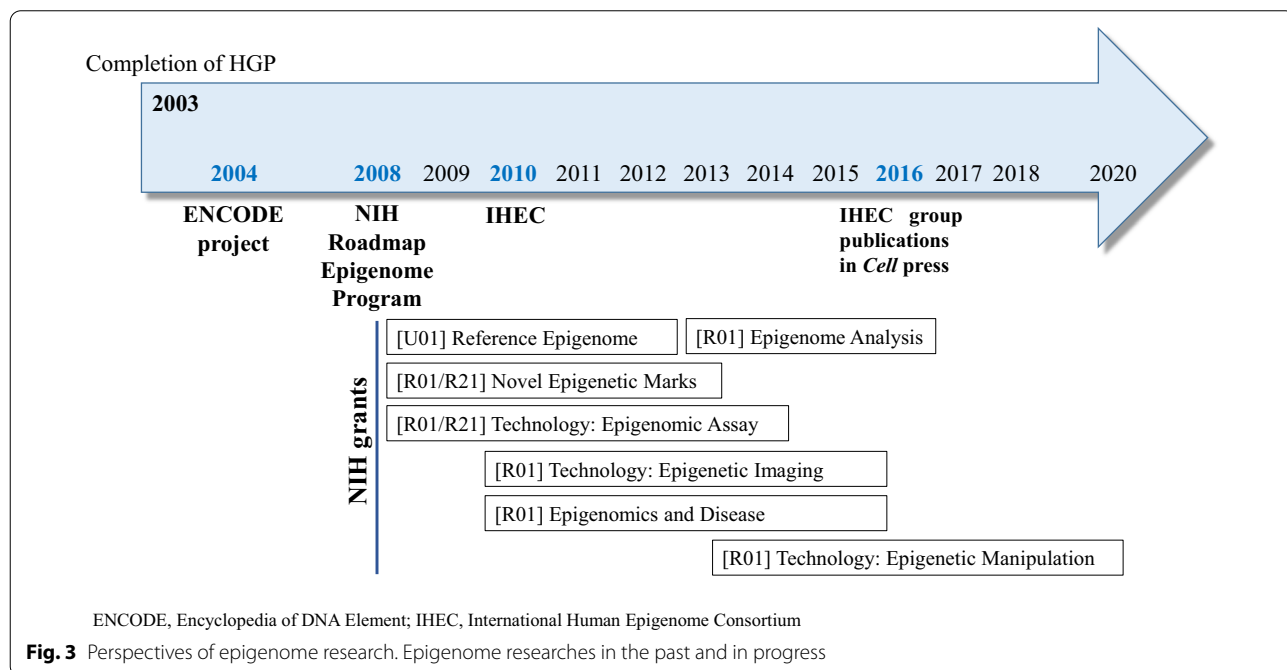 Completion of HGP
2003
2004 2008 2009 2010 2011 2012 2013 2014 2015 2016 2017 2018 2020
ENCODE
project
NIH
Roadmap
Epigenome
Program
IHEC
IHEC group
publications
in Cell press
NIH grants
[U01] Reference Epigenome
[R01] Epigenome Analysis
[R01/R21] Novel Epigenetic Marks
[R01/R21] Technology: Epigenomic Assay
[R01] Technology: Epigenetic Imaging
[R01] Epigenomics and Disease
[R01] Technology: Epigenetic Manipulation
ENCODE, Encyclopedia of DNA Element; IHEC, International Human Epigenome Consortium
Fig. 3 Perspectives of epigenome research. Epigenome researches in the past and in progress